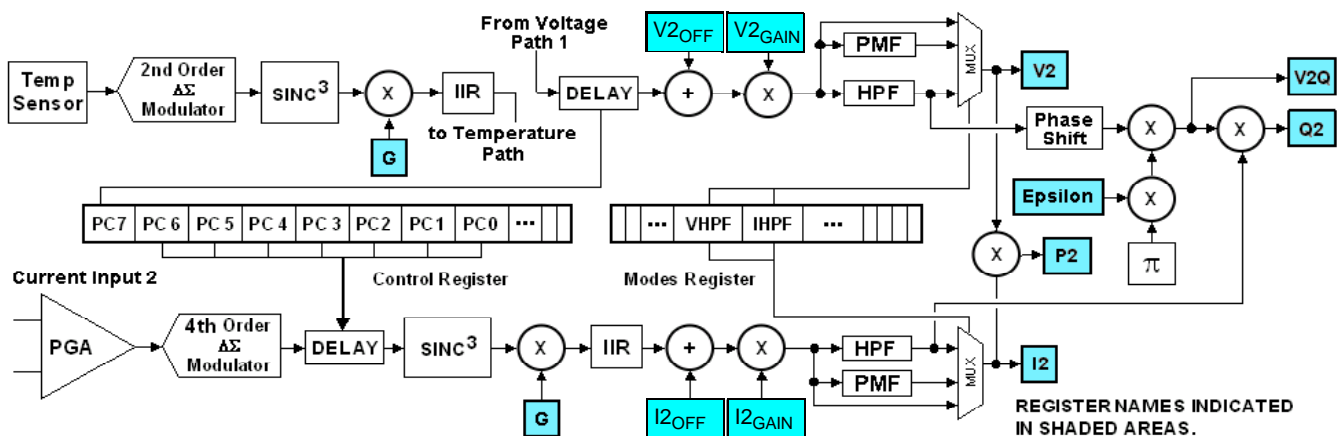 From Voltage
Path 1
V2OFF
V2GAIN
PMF
MUX
V2
V2Q
Temp
Sensor
2nd Order
ΔΣ
Modulator
SINC3
X
IIR
DELAY
+
X
HPF
Phase
Shift
X
X
Q2
to Temperature
Path
G
Epsilon
X
PC7
PC 6
PC 5
PC 4
PC 3
PC2
PC1
PC0
...
...
VHPF
IHPF
...
X
P2
π
Current Input 2
Control Register
Modes Register
PGA
4th Order
ΔΣ
Modulator
DELAY
SINC3
X
IIR
+
X
HPF
PMF
MUX
I2
G
I2OFF
I2GAIN
REGISTER NAMES INDICATED
IN SHADED AREAS.